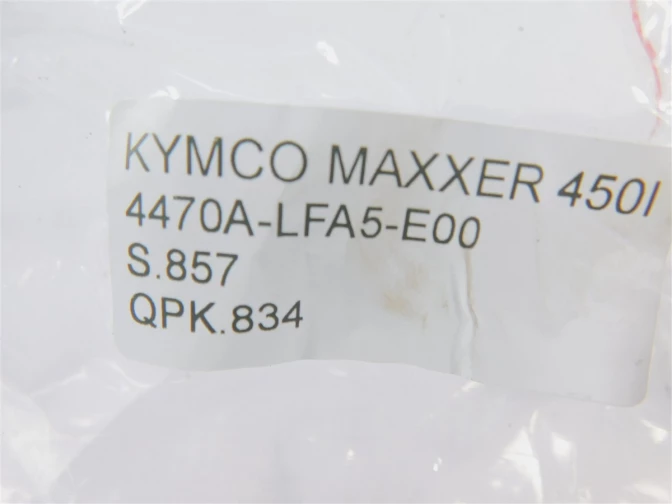 KYMCO MAXXER 450I
4470A-LFA5-E00
S.857
QPK.834